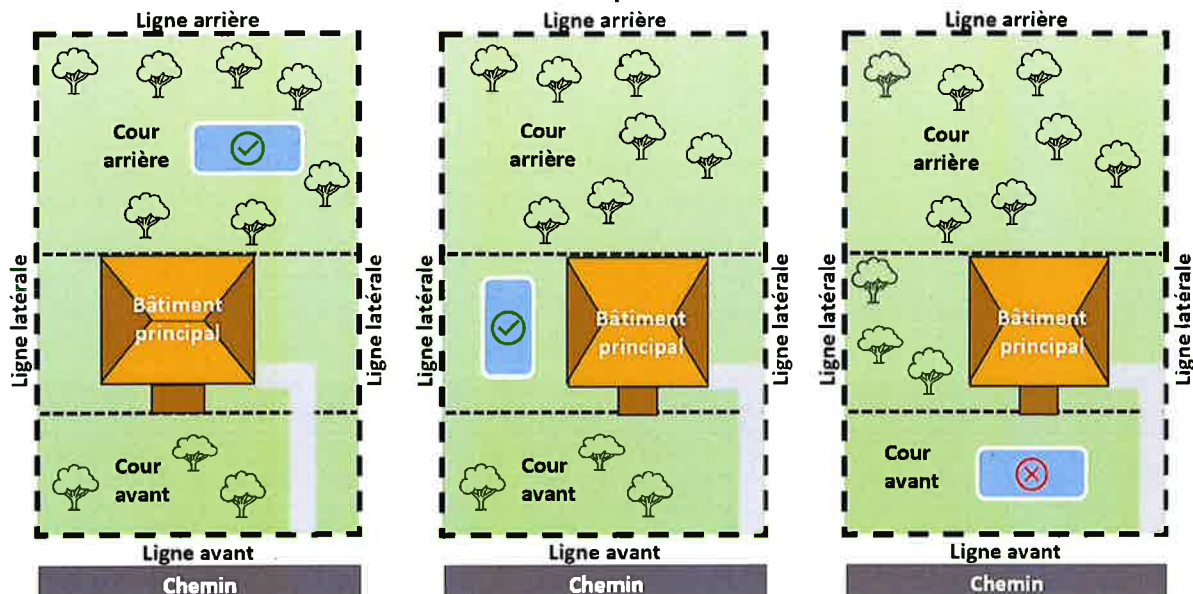 Ligne arrière
Cour
arrière
Ligne latérale
Bâtiment
principal
Ligne latérale
Cour
avant
Ligne avant
Chemin
Ligne arrière
Cour
arrière
Ligne latérale
Bâtiment
principal
Ligne latérale
Cour
avant
Ligne avant
Chemin
Ligne arrière
Cour
arrière
Ligne latérale
Bâtiment
principal
Ligne latérale
Cour
avant
Ligne avant
Chemin